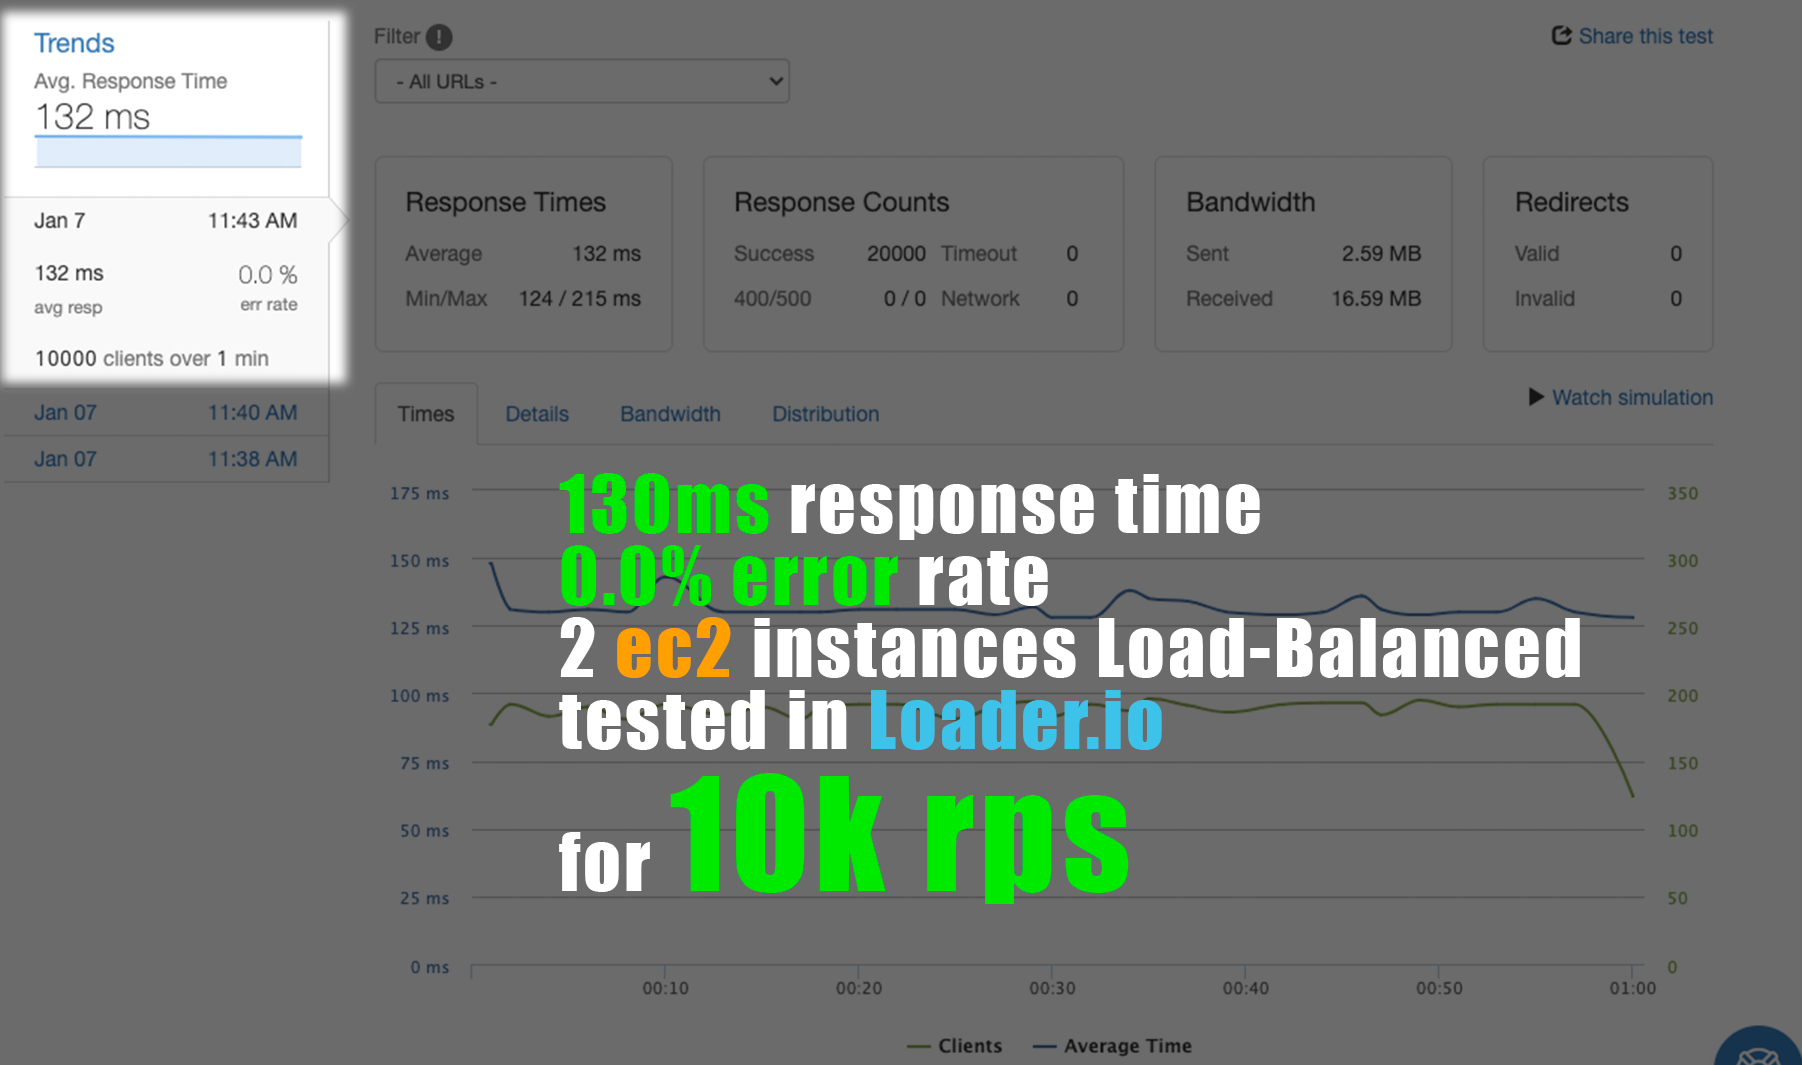 Trends
Avg. Response Time
132 ms
Jan 7 11:43 AM
132 ms 0.0 %
avg resp err rate
10000 clients over 1 min
Jan 07 11:40 AM
Jan 07 11:38 AM
Filter !
- All URLs -
Share this test
Response Times
Average 132 ms
Min/Max 124 / 215 ms
Response Counts
Success 20000 Timeout 0
400/500 0 / 0 Network 0
Bandwidth
Sent 2.59 MB
Received 16.59 MB
Redirects
Valid 0
Invalid 0
Times Details Bandwidth Distribution
Watch simulation
130ms response time
0.0% error rate
2 ec2 instances Load-Balanced
tested in Loader.io
for 10k rps
175 ms 350
150 ms 300
125 ms 250
100 ms 200
75 ms 150
50 ms 100
25 ms 50
0 ms 0
00:10 00:20 00:30 00:40 00:50 01:00
Clients Average Time